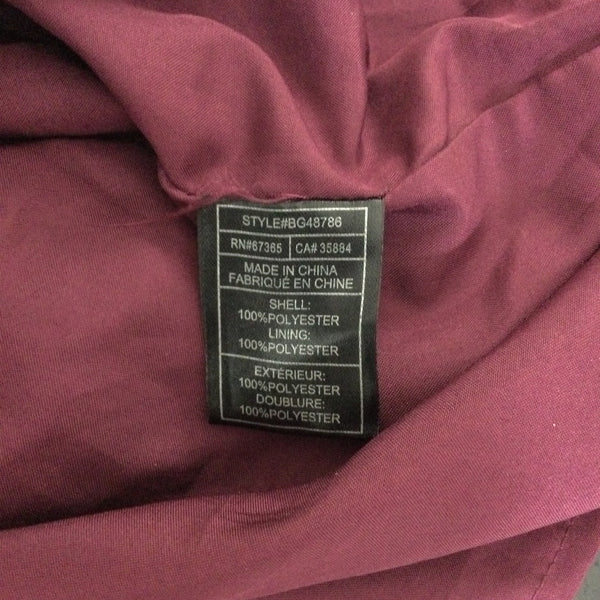 STYLE#BG48786
RN#67365 CA# 35884
MADE IN CHINA
FABRIQUÉ EN CHINE
SHELL:
100%POLYESTER
LINING:
100%POLYESTER
EXTÉRIEUR:
100%POLYESTER
DOUBLURE:
100%POLYESTER